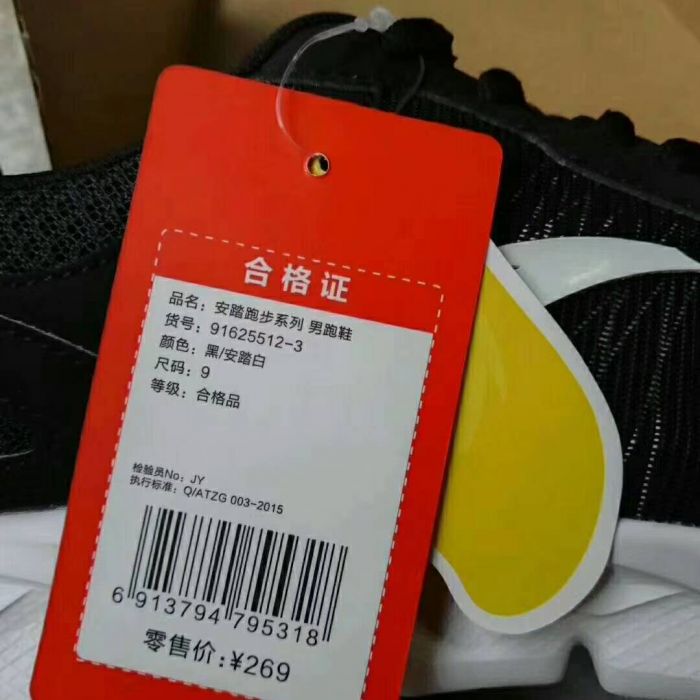 合格证
品名：安踏跑步系列 男跑鞋
货号：91625512-3
颜色：黑/安踏白
尺码：9
等级：合格品
检验员No：JY
执行标准：Q/ATZG 003-2015
6 913794 795318
零售价:¥269